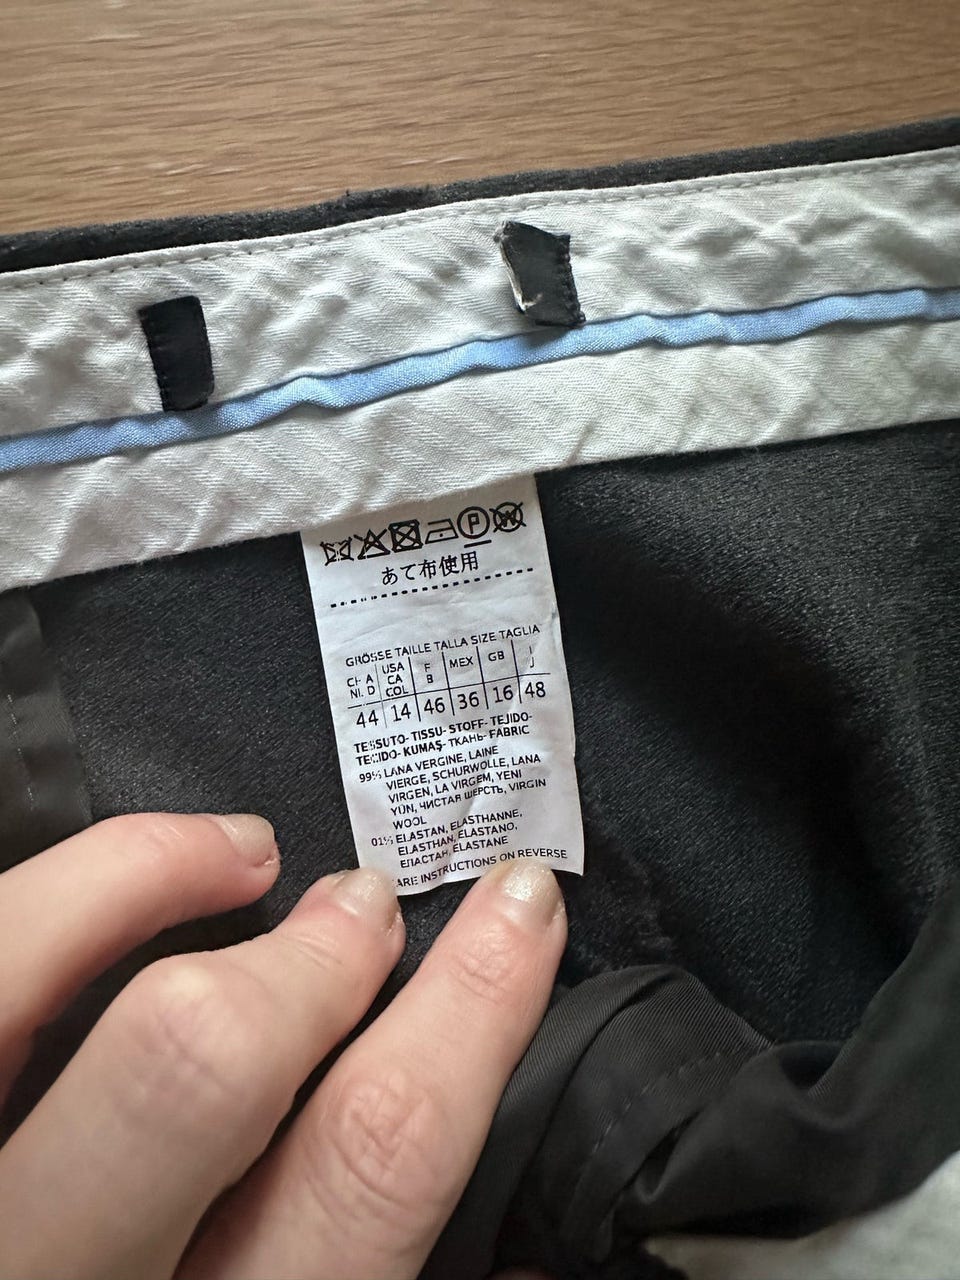 P W
あて布使用
GRÖSSE TAILLE TALLA SIZE TAGLIA
CH A USA F MEX GB I
NL D CA B J
COL
44 14 46 36 16 48
TESSUTO- TISSU- STOFF- TEJIDO-
TECIDO- KUMAŞ- ТКАНЬ- FABRIC
99% LANA VERGINE, LAINE
VIERGE, SCHURWOLLE, LANA
VIRGEN, LA VIRGEM, YENI
YÜN, ЧИСТАЯ ШЕРСТЬ, VIRGIN
WOOL
01% ELASTAN, ELASTHANNE,
ELASTHAN, ELASTANO,
ЕЛАСТАН, ELASTANE
ARE INSTRUCTIONS ON REVERSE